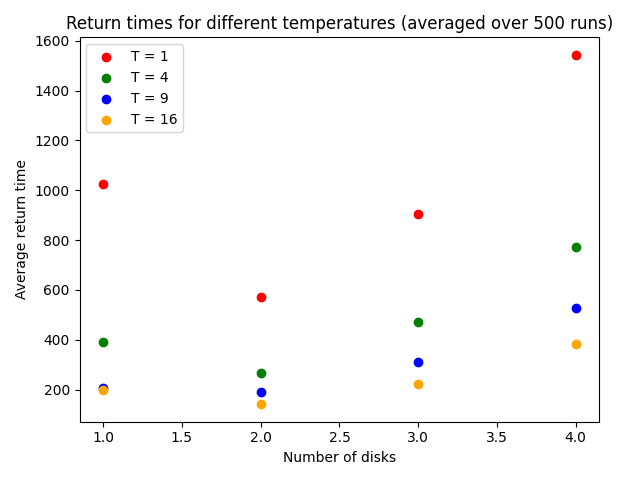 Return times for different temperatures (averaged over 500 runs)
T = 1
T = 4
T = 9
T = 16
Average return time
1600
1400
1200
1000
800
600
400
200
1.0 1.5 2.0 2.5 3.0 3.5 4.0
Number of disks